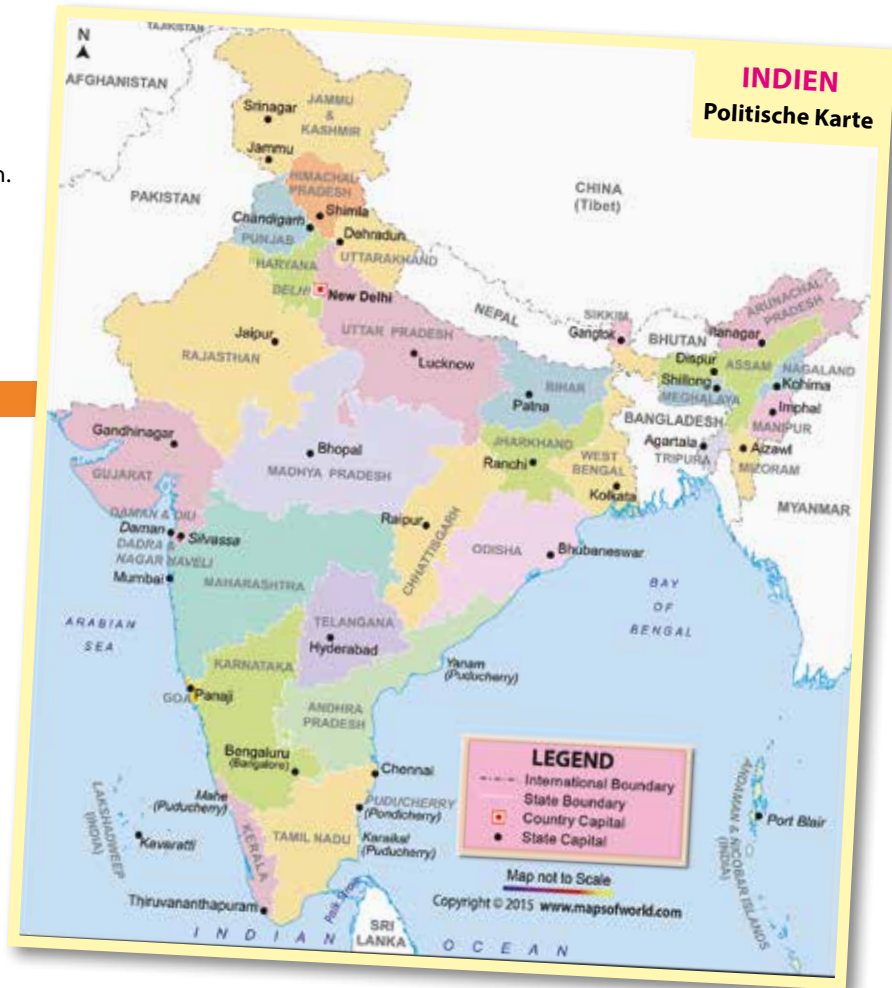 n.
INDIEN
Politische Karte
N
TAJIKISTAN
AFGHANISTAN
JAMMU
&
KASHMIR
Srinagar
Jammu
HIMACHAL
PRADESH
PAKISTAN
CHINA
(Tibet)
Chandigarh
Shimla
PUNJAB
Dehradun
UTTARAKHAND
HARYANA
DELHI
New Delhi
NEPAL
SIKKIM
Gangtok
BHUTAN
ARUNACHAL
PRADESH
Itanagar
Jaipur
RAJASTHAN
UTTAR PRADESH
Lucknow
Dispur
ASSAM
NAGALAND
Shillong
Kohima
MEGHALAYA
BIHAR
Patna
Imphal
MANIPUR
BANGLADESH
Gandhinagar
Bhopal
JHARKHAND
Agartala
Aizawl
TRIPURA
MIZORAM
GUJARAT
MADHYA PRADESH
Ranchi
WEST
BENGAL
Kolkata
MYANMAR
DAMAN & DIU
Daman
Silvassa
DADRA &
NAGAR HAVELI
Raipur
CHHATTISGARH
ODISHA
Bhubaneswar
Mumbai
MAHARASHTRA
BAY
OF
BENGAL
ARABIAN
SEA
TELANGANA
Hyderabad
KARNATAKA
Yanam
(Puducherry)
GOA
Panaji
ANDHRA
PRADESH
Bengaluru
(Bangalore)
Chennai
LEGEND
International Boundary
State Boundary
Country Capital
State Capital
Mahe
(Puducherry)
PUDUCHERRY
(Pondicherry)
LAKSHADWEEP
(INDIA)
Kavaratti
KERALA
TAMIL NADU
Karaikal
(Puducherry)
ANDAMAN & NICOBAR ISLANDS
(INDIA)
Port Blair
Map not to Scale
Copyright © 2015 www.mapsofworld.com
Thiruvananthapuram
Palk Strait
SRI
LANKA
INDIAN OCEAN